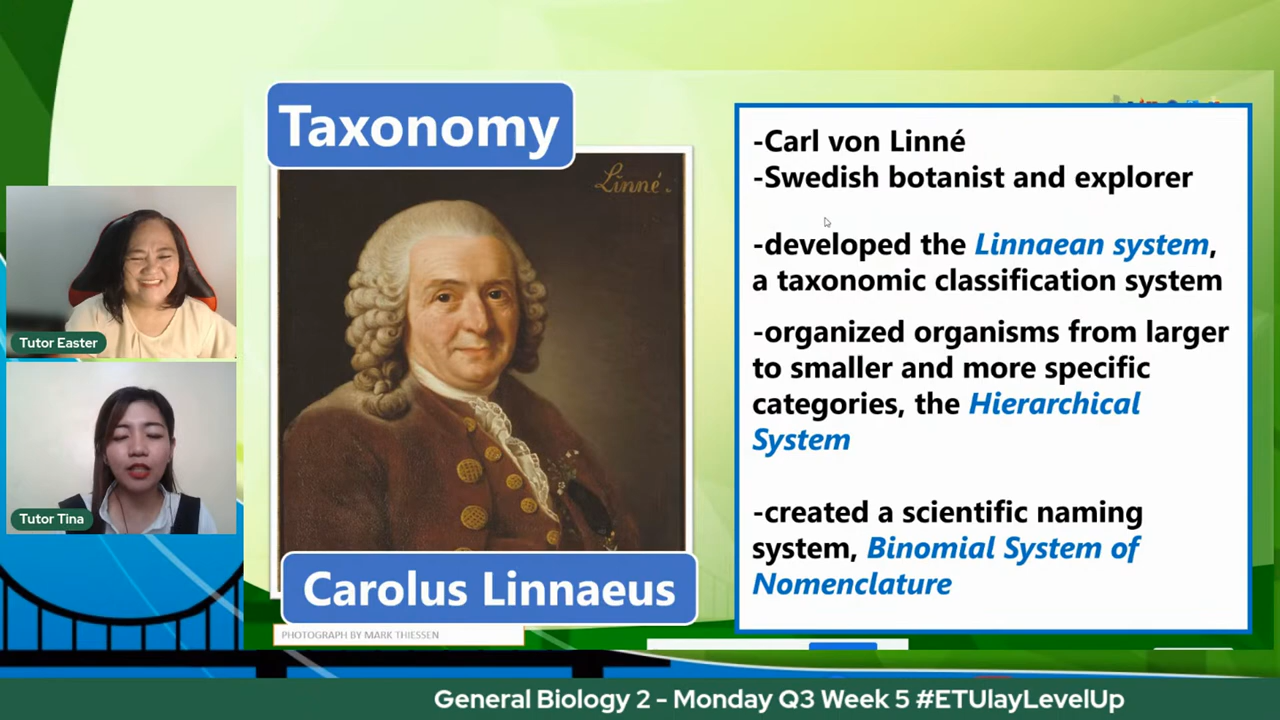 Taxonomy
Linné
Tutor Easter
Tutor Tina
Carolus Linnaeus
PHOTOGRAPH BY MARK THIESSEN
-Carl von Linné
-Swedish botanist and explorer
-developed the Linnaean system,
a taxonomic classification system
-organized organisms from larger
to smaller and more specific
categories, the Hierarchical
System
-created a scientific naming
system, Binomial System of
Nomenclature
General Biology 2 - Monday Q3 Week 5 #ETUlayLevelUp